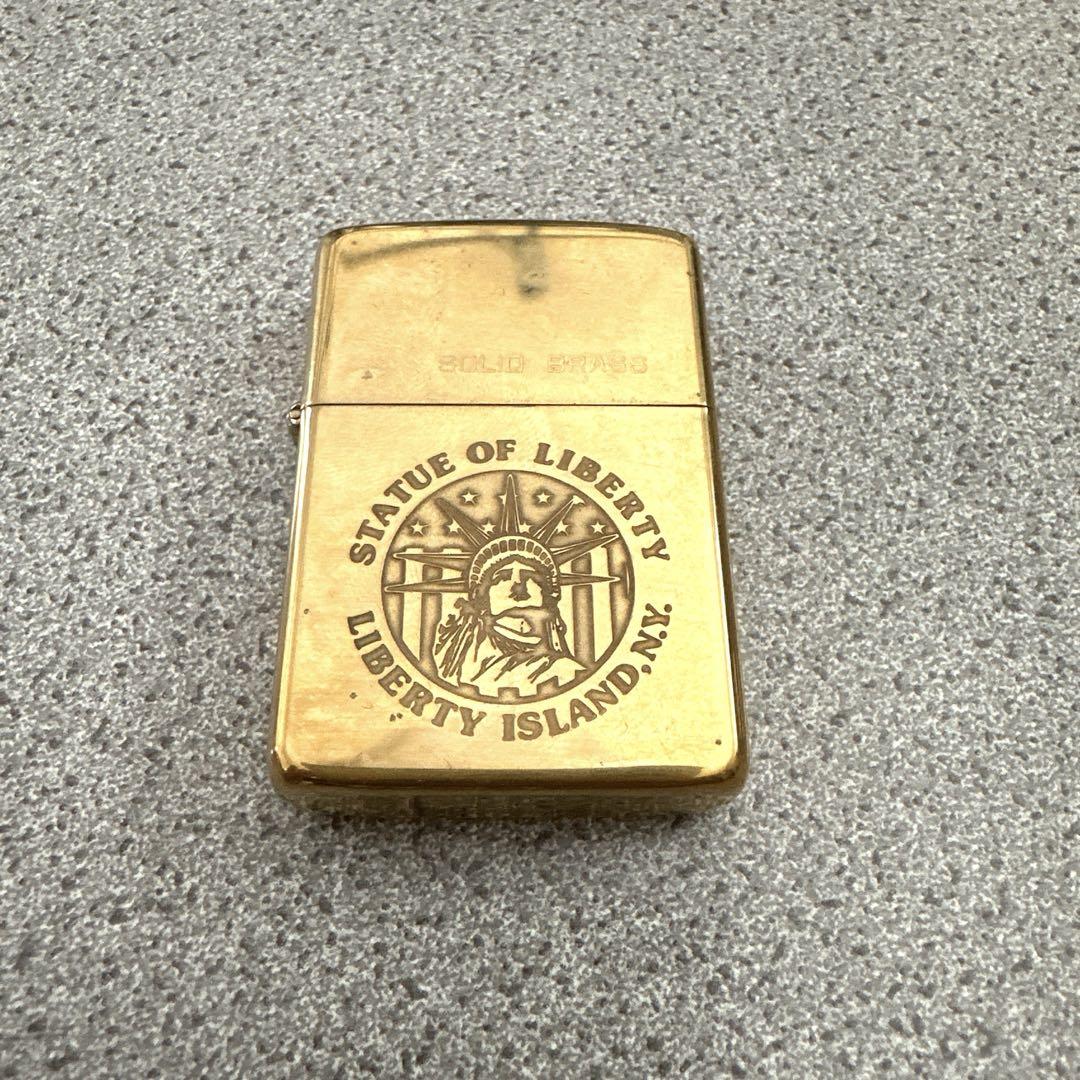 SOLID BRASS
STATUE OF LIBERTY
LIBERTY ISLAND, N.Y.